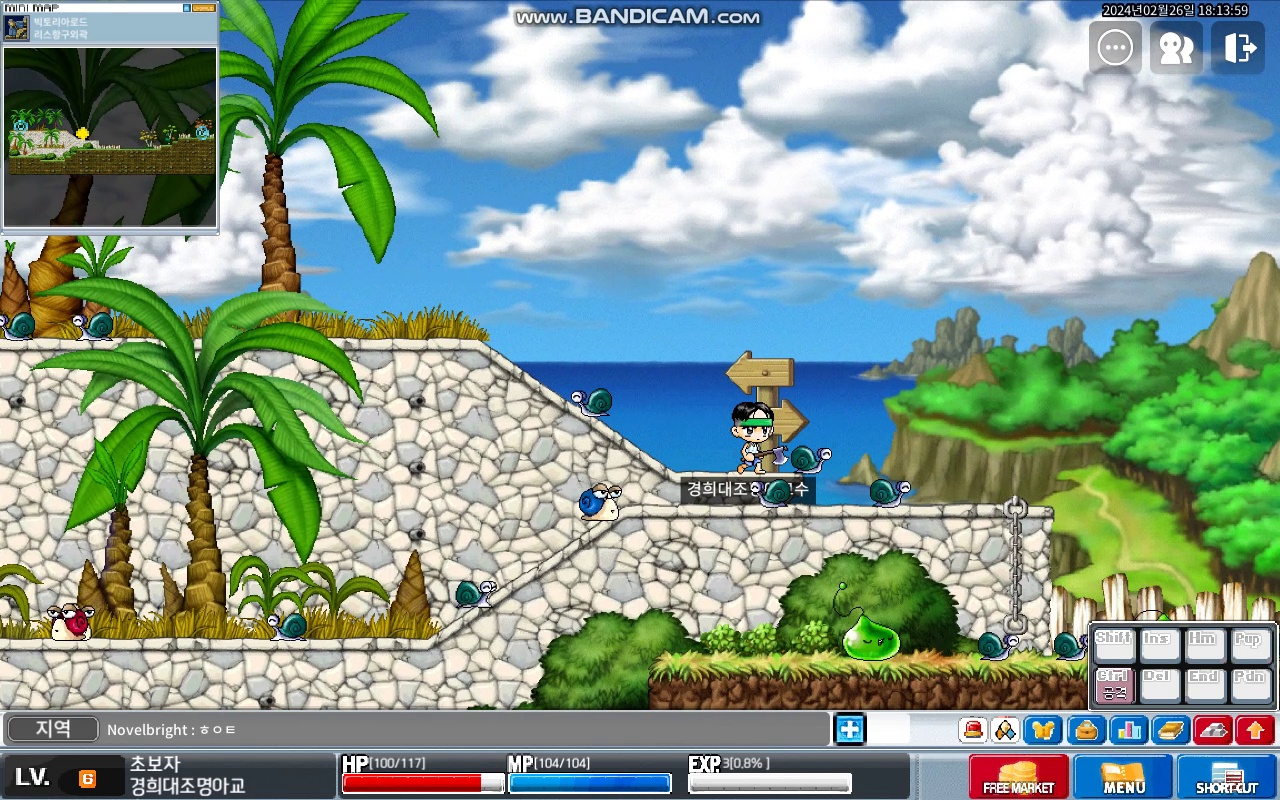 MINI MAP
WORLD
빅토리아로드
리스항구외곽
www.BANDICAM.com
2024년02월26일 18:13:59
Shift Ins Hm Pup
Ctrl Del End Pdn
공격
지역 Novelbright : ㅎㅇㅌ
LV. 6
초보자
경희대조명아교
HP[100/117] MP[104/104] EXP 3[0.8% ]
FREE MARKET MENU SHORTCUT